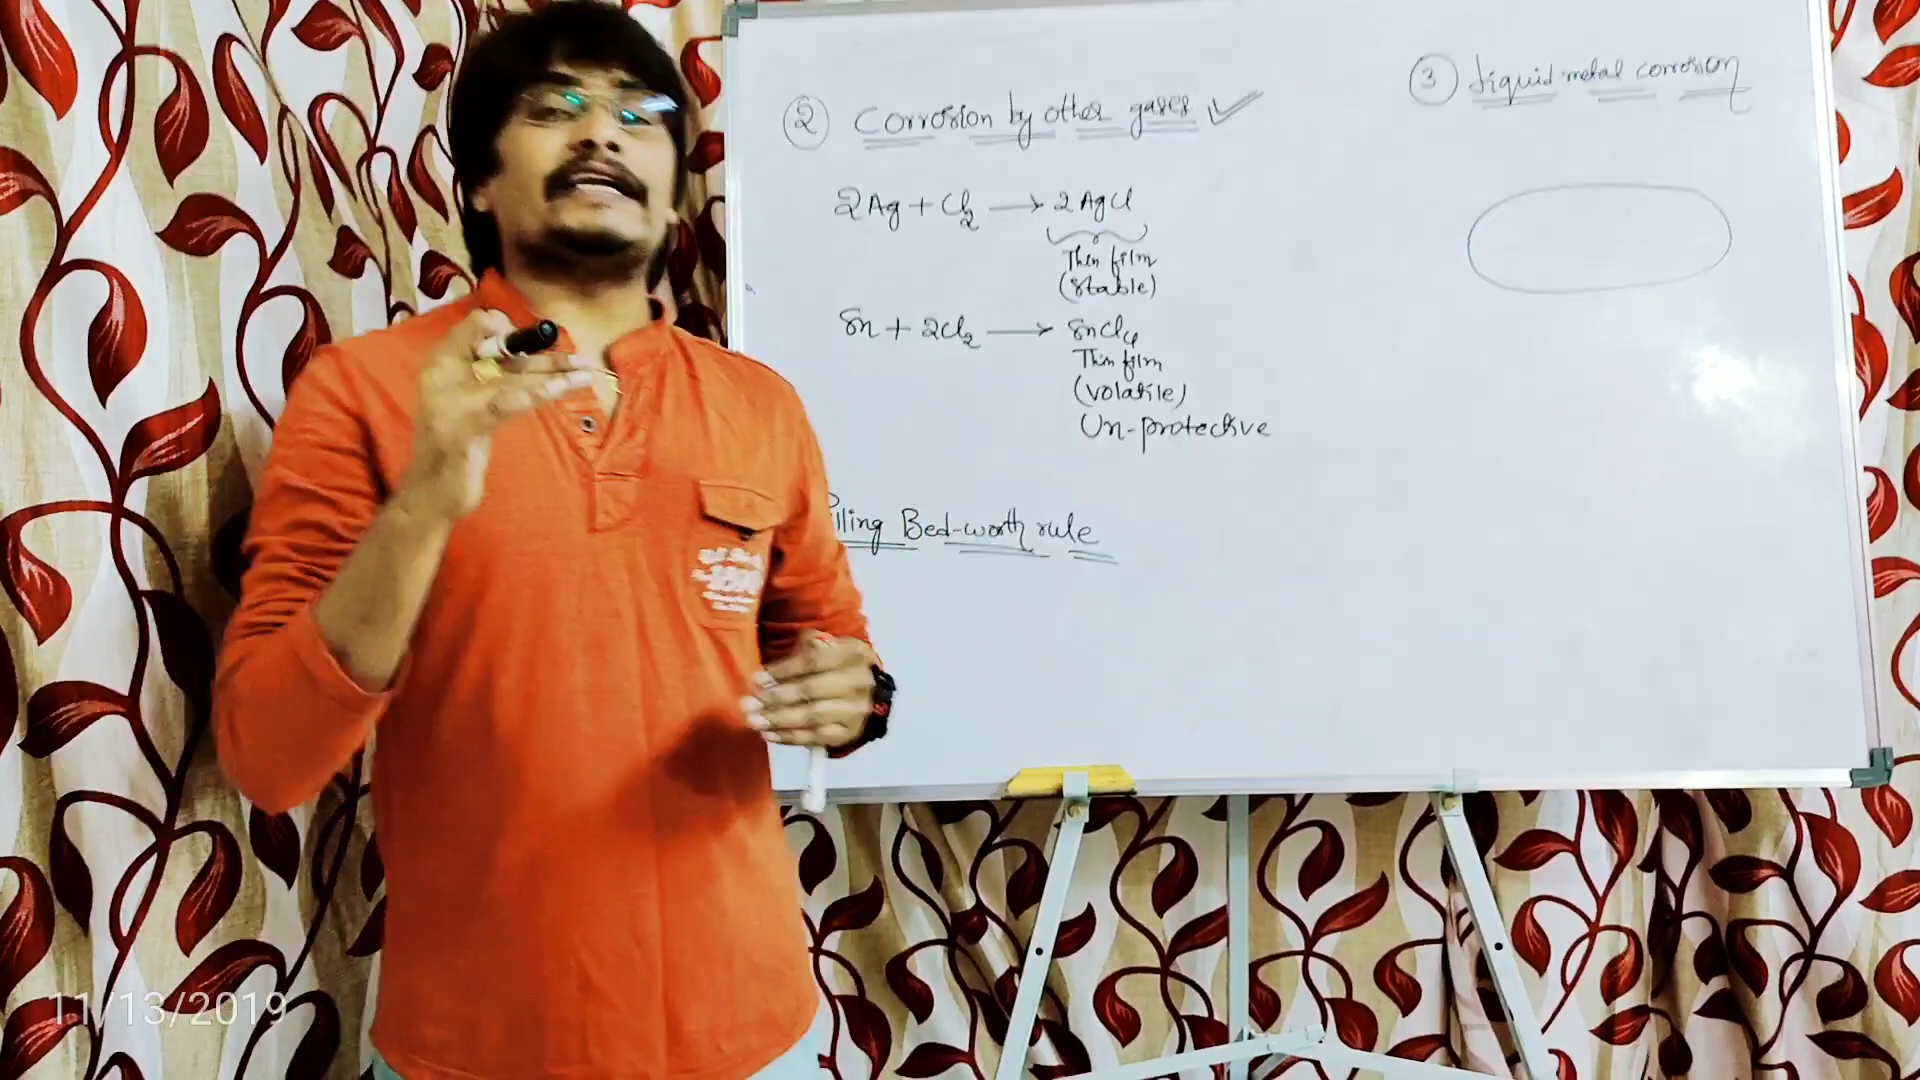 ② Corrosion by other gases ✓
2Ag + Cl₂ ⟶ 2AgCl
Thin film
(stable)
Sn + 2Cl₂ ⟶ SnCl₄
Thin film
(volatile)
Un-protective
illing Bed-worth rule
③ Liquid metal corrosion
11/13/2019